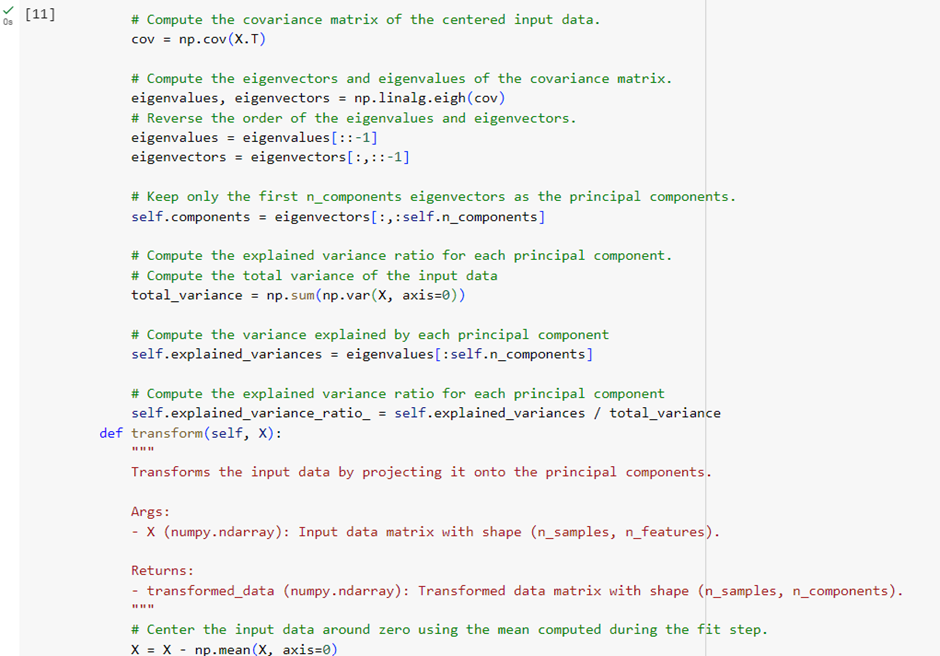 [11]
0s
# Compute the covariance matrix of the centered input data.
cov = np.cov(X.T)
# Compute the eigenvectors and eigenvalues of the covariance matrix.
eigenvalues, eigenvectors = np.linalg.eigh(cov)
# Reverse the order of the eigenvalues and eigenvectors.
eigenvalues = eigenvalues[::-1]
eigenvectors = eigenvectors[:,::-1]
# Keep only the first n_components eigenvectors as the principal components.
self.components = eigenvectors[:,:self.n_components]
# Compute the explained variance ratio for each principal component.
# Compute the total variance of the input data
total_variance = np.sum(np.var(X, axis=0))
# Compute the variance explained by each principal component
self.explained_variances = eigenvalues[:self.n_components]
# Compute the explained variance ratio for each principal component
self.explained_variance_ratio_ = self.explained_variances / total_variance
def transform(self, X):
"""
Transforms the input data by projecting it onto the principal components.
Args:
- X (numpy.ndarray): Input data matrix with shape (n_samples, n_features).
Returns:
- transformed_data (numpy.ndarray): Transformed data matrix with shape (n_samples, n_components).
"""
# Center the input data around zero using the mean computed during the fit step.
X = X - np.mean(X, axis=0)